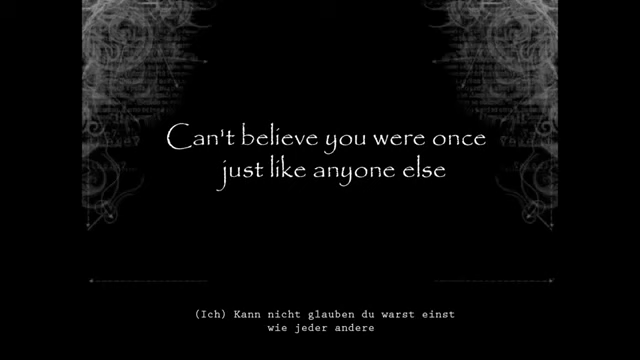 Can't believe you were once
just like anyone else
(Ich) Kann nicht glauben du warst einst
wie jeder andere